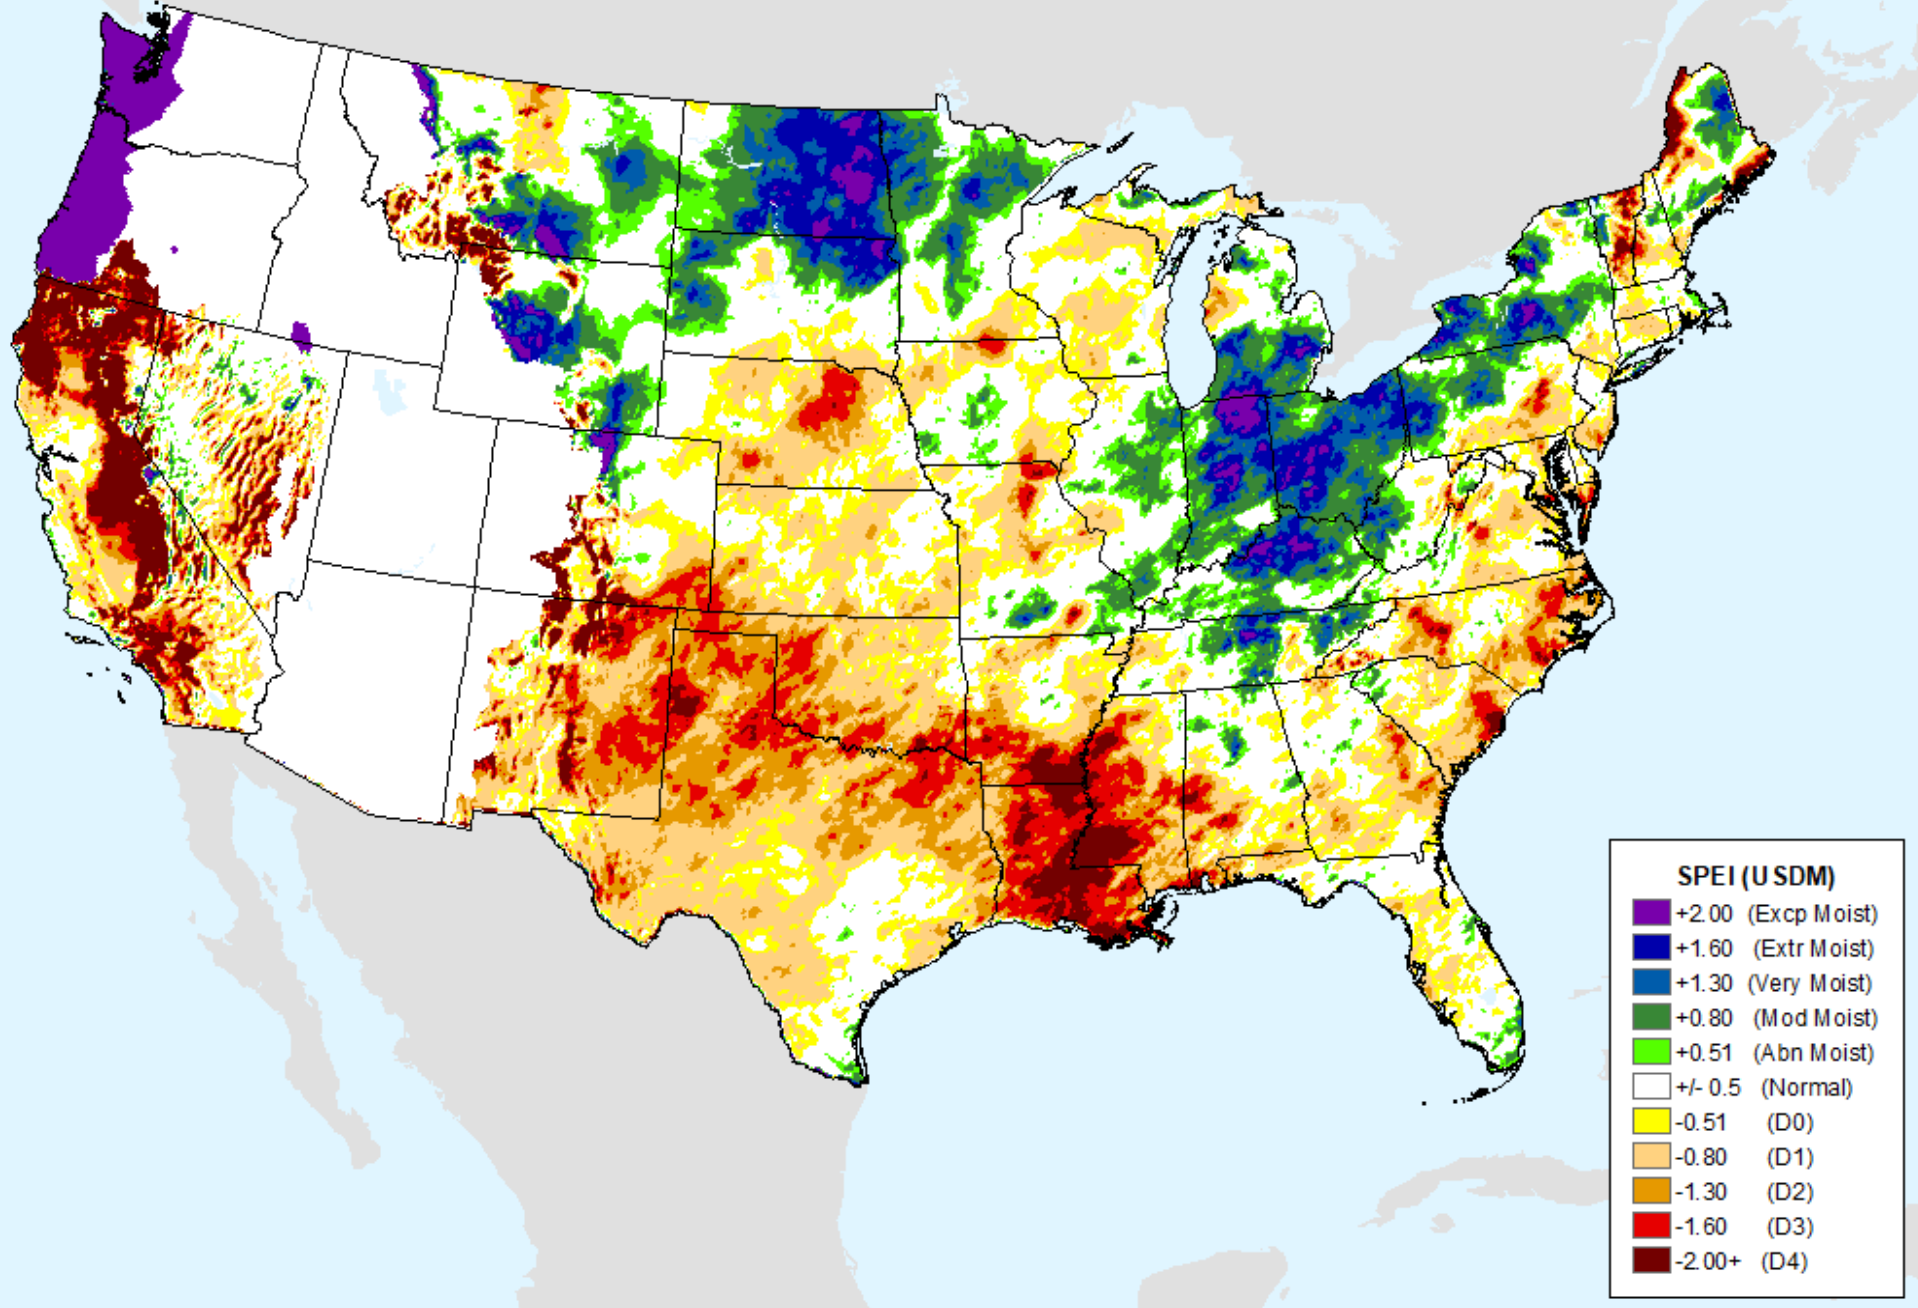 SPEI (USDM)
+2.00 (Excp Moist)
+1.60 (Extr Moist)
+1.30 (Very Moist)
+0.80 (Mod Moist)
+0.51 (Abn Moist)
+/- 0.5 (Normal)
-0.51 (D0)
-0.80 (D1)
-1.30 (D2)
-1.60 (D3)
-2.00+ (D4)